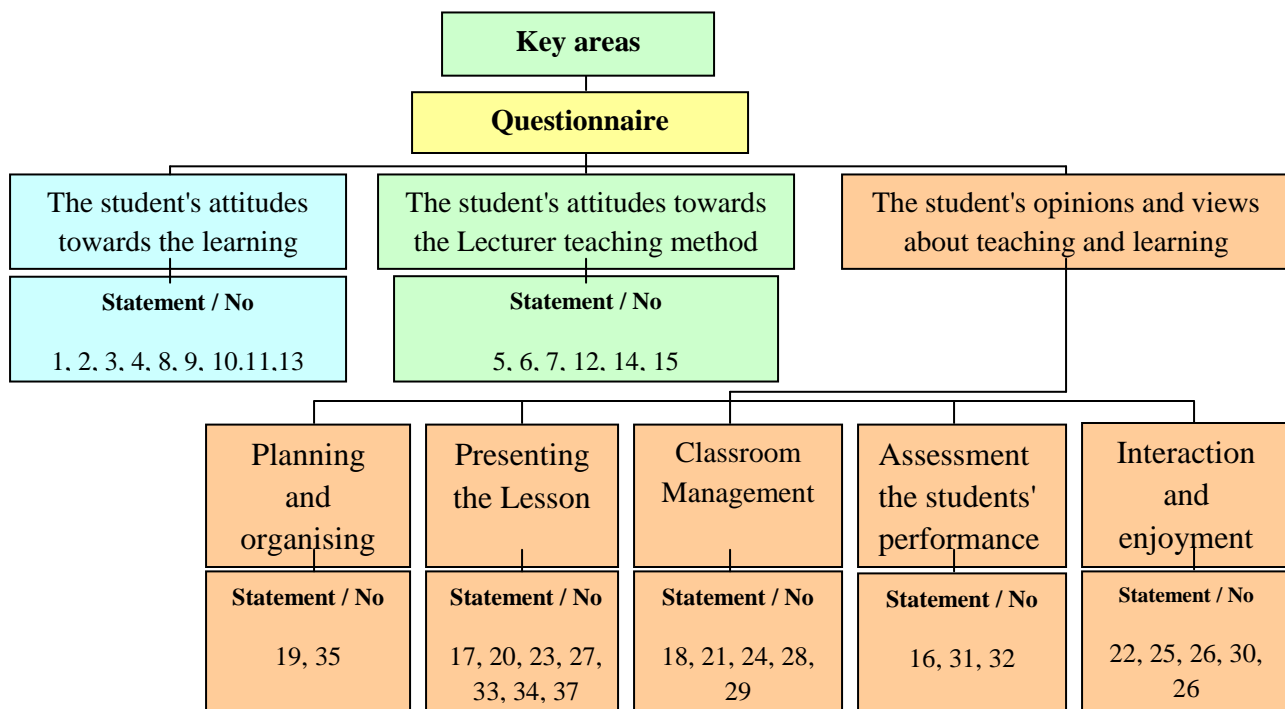 Key areas
Questionnaire
The student's attitudes
towards the learning
Statement / No
1, 2, 3, 4, 8, 9, 10.11,13
The student's attitudes towards
the Lecturer teaching method
Statement / No
5, 6, 7, 12, 14, 15
The student's opinions and views
about teaching and learning
Planning
and
organising
Statement / No
19, 35
Presenting
the Lesson
Statement / No
17, 20, 23, 27,
33, 34, 37
Classroom
Management
Statement / No
18, 21, 24, 28,
29
Assessment
the students'
performance
Statement / No
16, 31, 32
Interaction
and
enjoyment
Statement / No
22, 25, 26, 30,
26